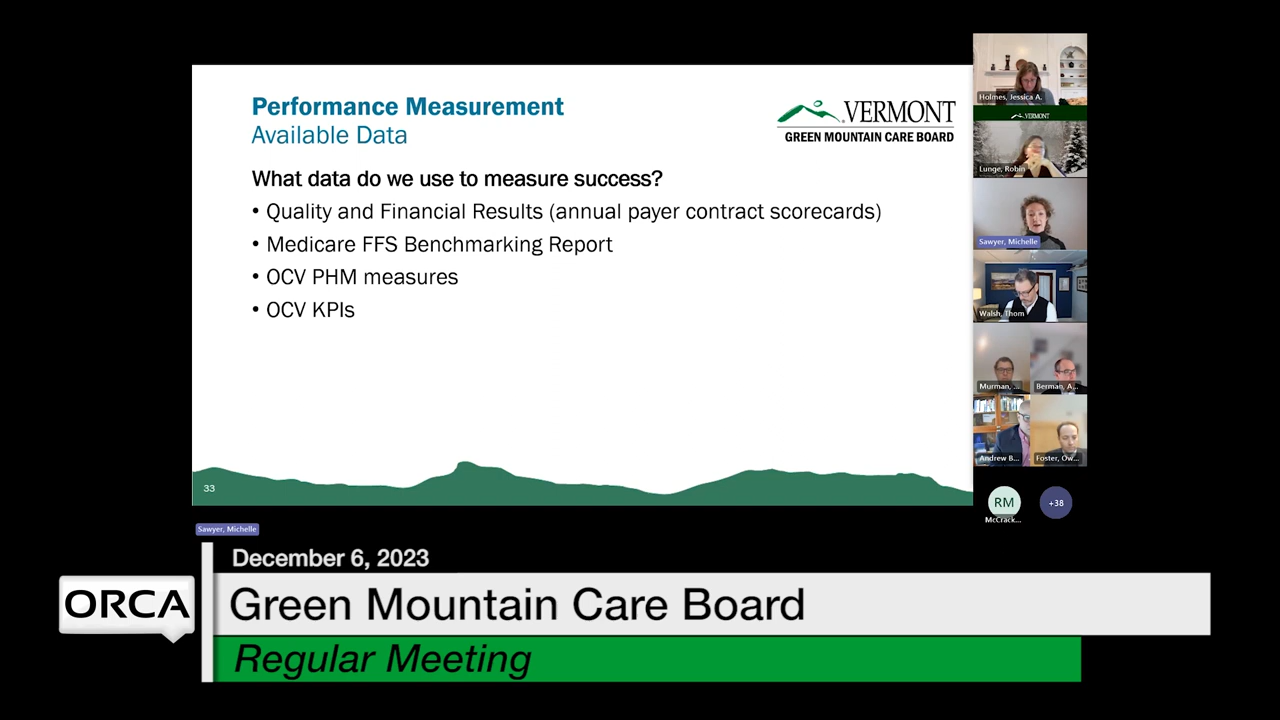 Performance Measurement
Available Data
VERMONT
GREEN MOUNTAIN CARE BOARD
What data do we use to measure success?
• Quality and Financial Results (annual payer contract scorecards)
• Medicare FFS Benchmarking Report
• OCV PHM measures
• OCV KPIs
33
Holmes, Jessica A.
VERMONT
Lunge, Robin
Sawyer, Michelle
Walsh, Thom
Murman, ...
Berman, A...
Andrew B...
Foster, Ow...
RM
+38
McCrack...
Sawyer, Michelle
December 6, 2023
ORCA
Green Mountain Care Board
Regular Meeting